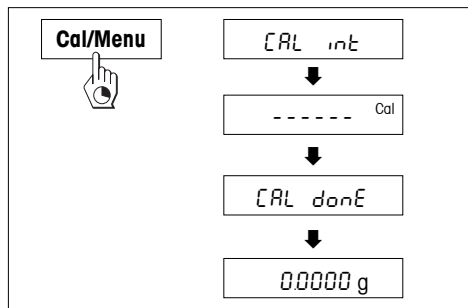 Cal/Menu
CAL int
- - - - - - Cal
CAL donE
0.0000 g